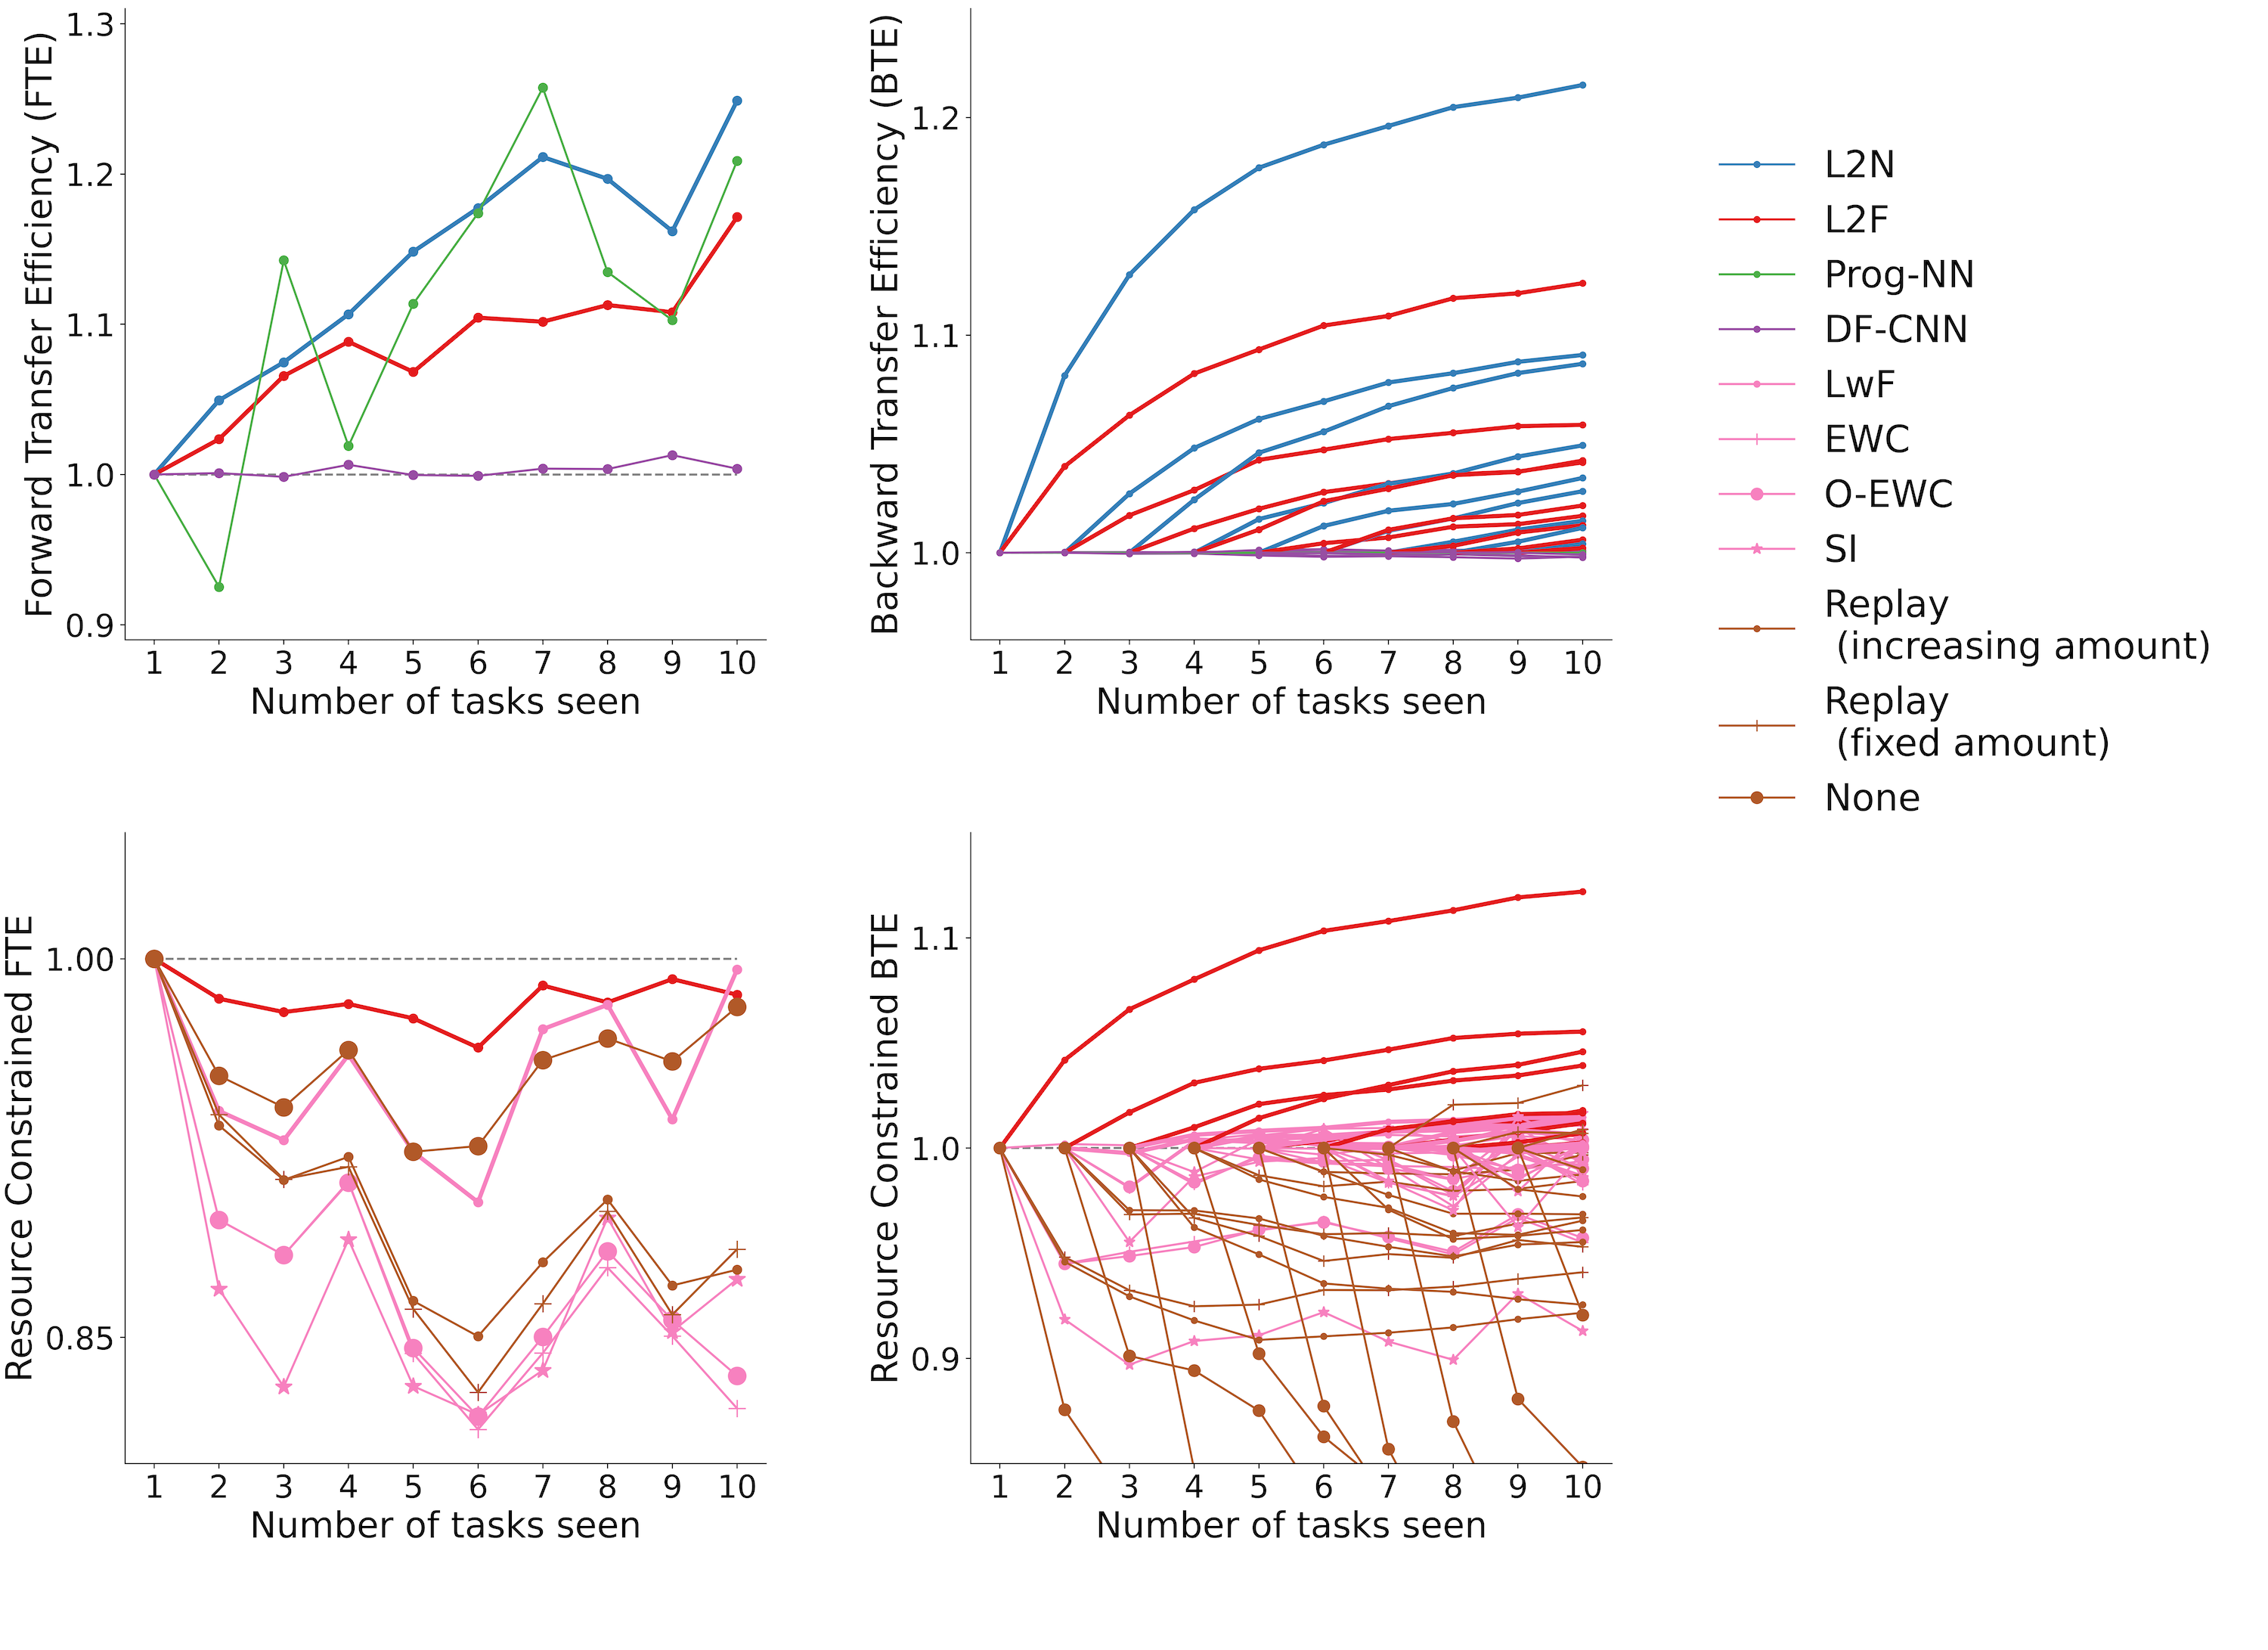 Forward Transfer Efficiency (FTE)
1.3
1.2
1.1
1.0
0.9
1 2 3 4 5 6 7 8 9 10
Number of tasks seen
Backward Transfer Efficiency (BTE)
1.2
1.1
1.0
1 2 3 4 5 6 7 8 9 10
Number of tasks seen
L2N
L2F
Prog-NN
DF-CNN
LwF
EWC
O-EWC
SI
Replay
(increasing amount)
Replay
(fixed amount)
None
Resource Constrained FTE
1.00
0.85
1 2 3 4 5 6 7 8 9 10
Number of tasks seen
Resource Constrained BTE
1.1
1.0
0.9
1 2 3 4 5 6 7 8 9 10
Number of tasks seen